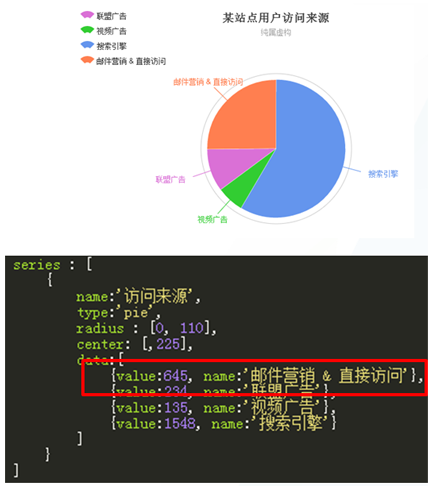 联盟广告
视频广告
搜索引擎
邮件营销 & 直接访问
某站点用户访问来源
纯属虚构
邮件营销 & 直接访问
联盟广告
搜索引擎
视频广告
series : [
{
name:'访问来源',
type:'pie',
radius : [0, 110],
center: [,225],
data:[
{value:645, name:'邮件营销 & 直接访问'},
{value:234, name:'联盟广告'},
{value:135, name:'视频广告'},
{value:1548, name:'搜索引擎'}
]
}
]